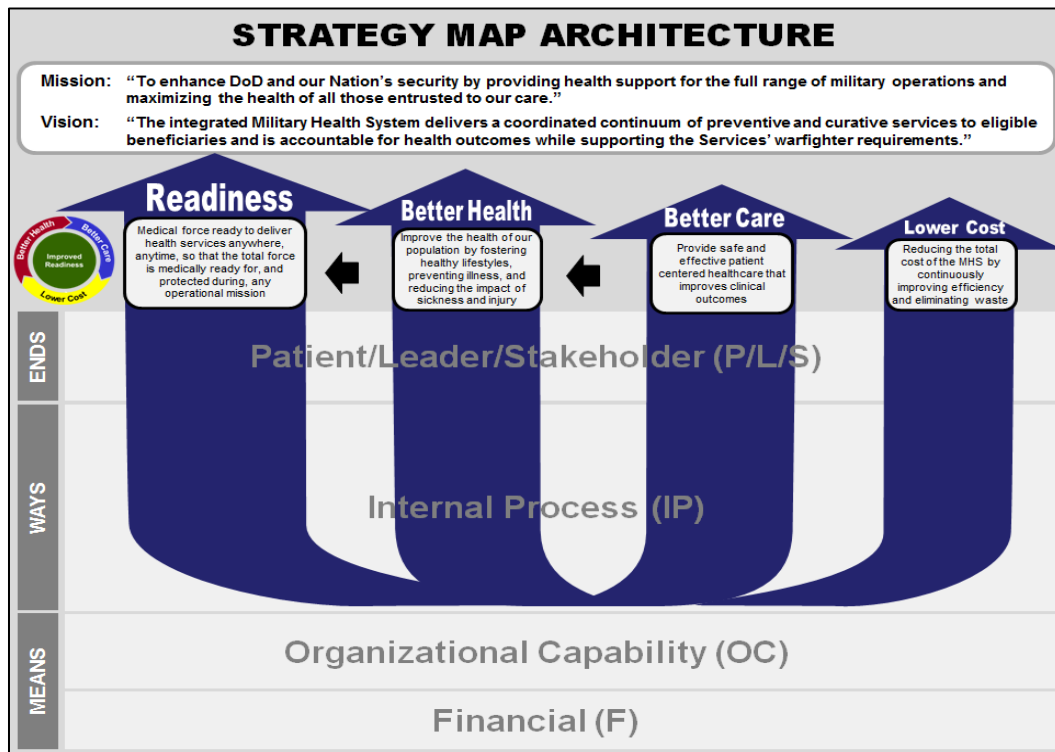 STRATEGY MAP ARCHITECTURE
Mission: “To enhance DoD and our Nation’s security by providing health support for the full range of military operations and
maximizing the health of all those entrusted to our care.”
Vision: “The integrated Military Health System delivers a coordinated continuum of preventive and curative services to eligible
beneficiaries and is accountable for health outcomes while supporting the Services’ warfighter requirements.”
Better Health
Better Care
Lower Cost
Improved
Readiness
Readiness
Medical force ready to deliver
health services anywhere,
anytime, so that the total force
is medically ready for, and
protected during, any
operational mission
Better Health
Improve the health of our
population by fostering
healthy lifestyles,
preventing illness, and
reducing the impact of
sickness and injury
Better Care
Provide safe and
effective patient
centered healthcare that
improves clinical
outcomes
Lower Cost
Reducing the total
cost of the MHS by
continuously
improving efficiency
and eliminating waste
ENDS
Patient/Leader/Stakeholder (P/L/S)
WAYS
Internal Process (IP)
MEANS
Organizational Capability (OC)
Financial (F)